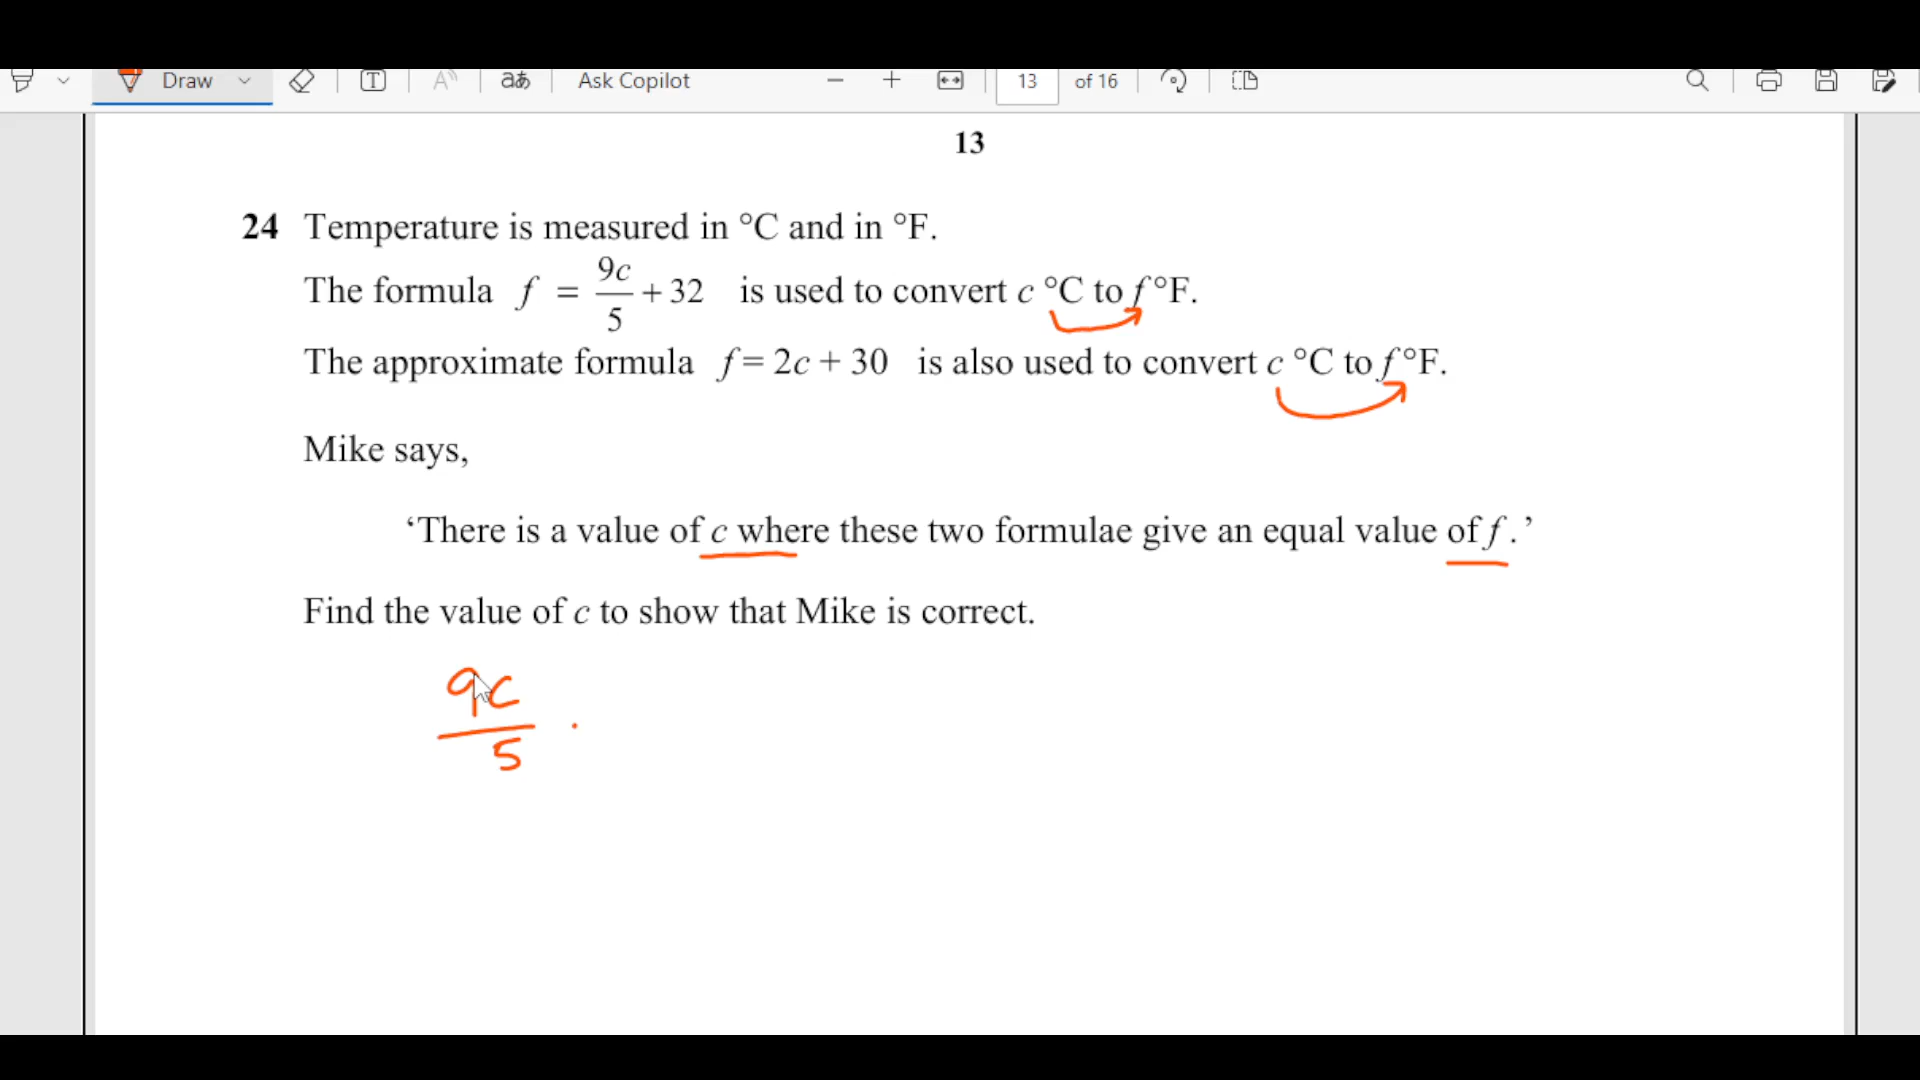 Draw T A aあ Ask Copilot − + 13 of 16
13
24 Temperature is measured in °C and in °F.
The formula f = 9c/5 + 32 is used to convert c °C to f °F.
The approximate formula f = 2c + 30 is also used to convert c °C to f °F.
Mike says,
‘There is a value of c where these two formulae give an equal value of f.’
Find the value of c to show that Mike is correct.
9c
5